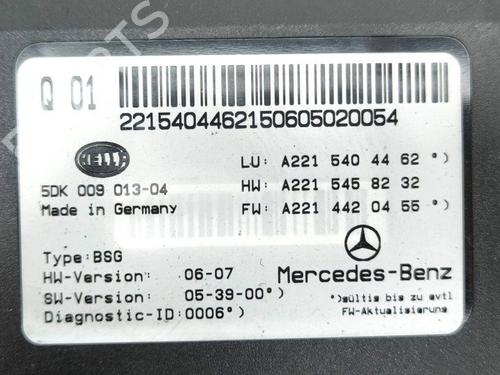 Q 01
2215404462150605020054
HELLA
LU: A221 540 44 62°)
5DK 009 013-04
HW: A221 545 82 32
Made in Germany
FW: A221 442 04 55°)
Type:BSG
HW-Version: 06-07
Mercedes-Benz
SW-Version: 05-39-00°)
°)gültig bis zu evtl
Diagnostic-ID:0006°)
FW-Aktualisierung